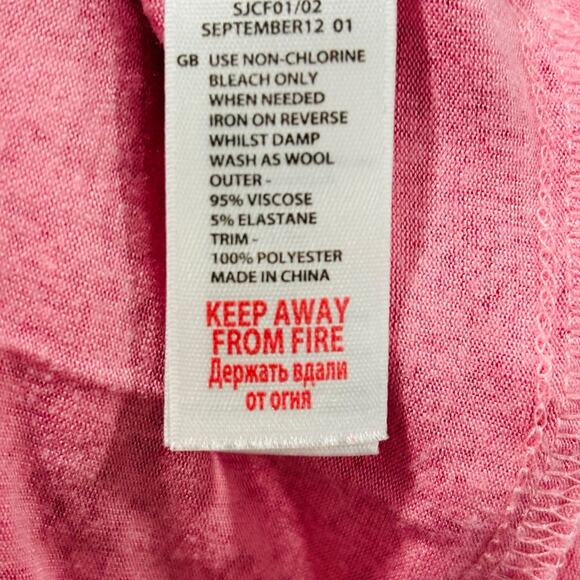 SJCF01/02
SEPTEMBER12 01
GB USE NON-CHLORINE
BLEACH ONLY
WHEN NEEDED
IRON ON REVERSE
WHILST DAMP
WASH AS WOOL
OUTER -
95% VISCOSE
5% ELASTANE
TRIM -
100% POLYESTER
MADE IN CHINA
KEEP AWAY
FROM FIRE
Держать вдали
от огня